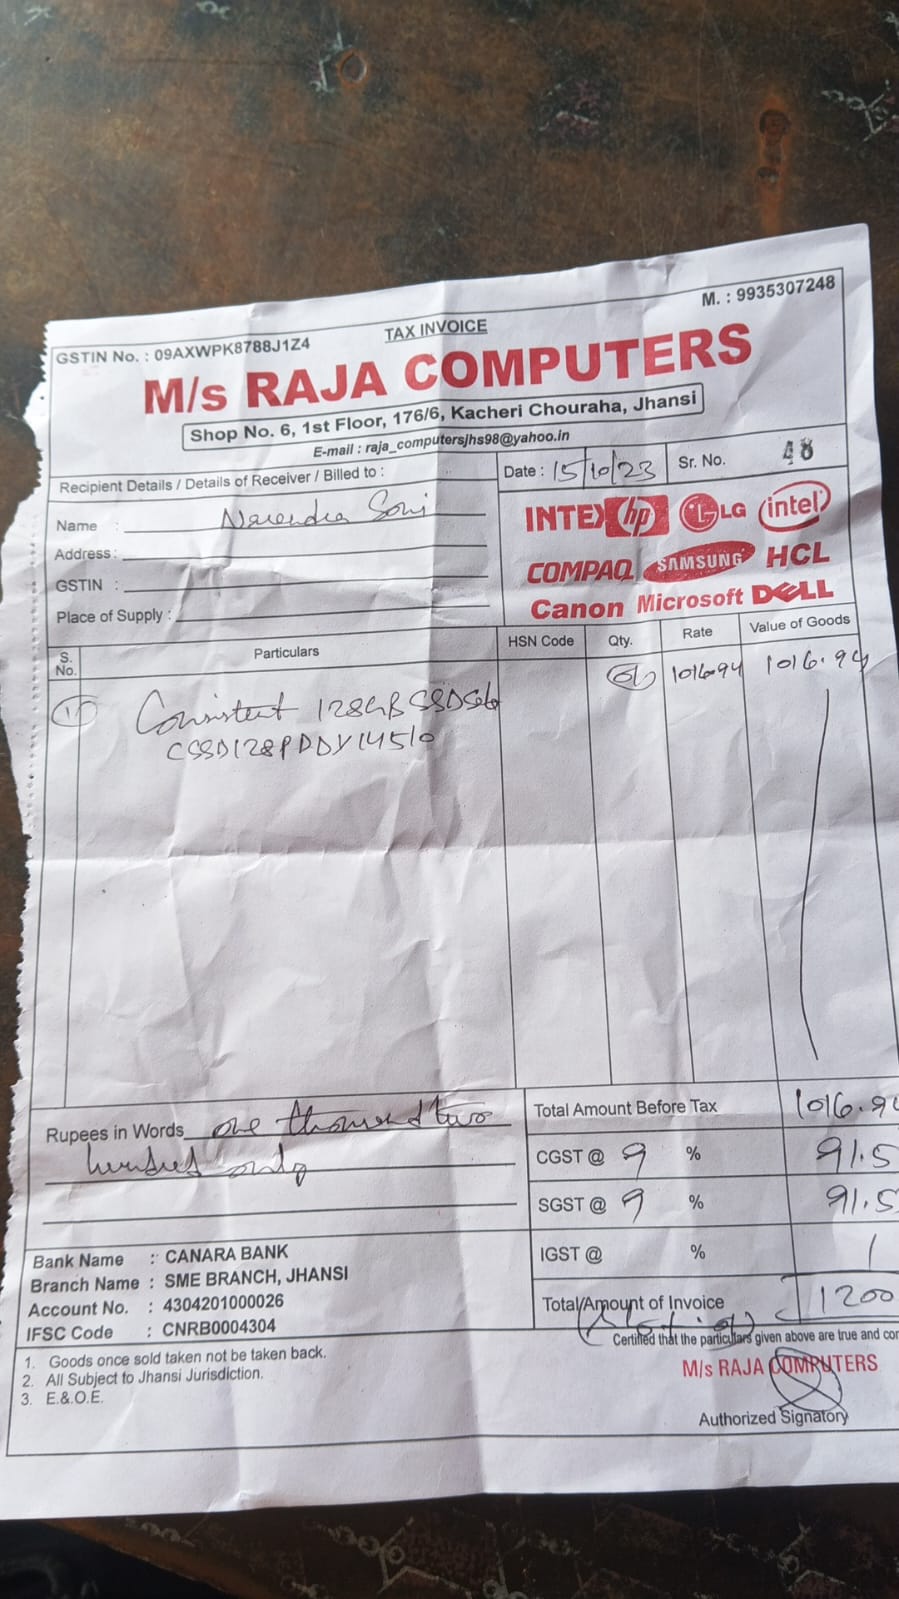 M. : 9935307248
TAX INVOICE
GSTIN No. : 09AXWPK8788J1Z4
M/s RAJA COMPUTERS
Shop No. 6, 1st Floor, 176/6, Kacheri Chouraha, Jhansi
E-mail : raja_computersjhs98@yahoo.in
Recipient Details / Details of Receiver / Billed to :
Date : 15/10/23 Sr. No. 48
Name : Narendra Soni
Address :
GSTIN :
Place of Supply :
INTEX hp LG intel
COMPAQ SAMSUNG HCL
Canon Microsoft DELL
S. No. Particulars HSN Code Qty. Rate Value of Goods
1 Consistent 128GB SSD 1016.94 1016.94
Rupees in Words one thousand two
hundred only
Total Amount Before Tax 1016.94
CGST @ 9 % 91.5
SGST @ 9 % 91.5
IGST @ %
Total Amount of Invoice 1200
Bank Name : CANARA BANK
Branch Name : SME BRANCH, JHANSI
Account No. : 4304201000026
IFSC Code : CNRB0004304
Certified that the particulars given above are true and cor
1. Goods once sold taken not be taken back.
2. All Subject to Jhansi Jurisdiction.
3. E.&.O.E.
M/s RAJA COMPUTERS
Authorized Signatory